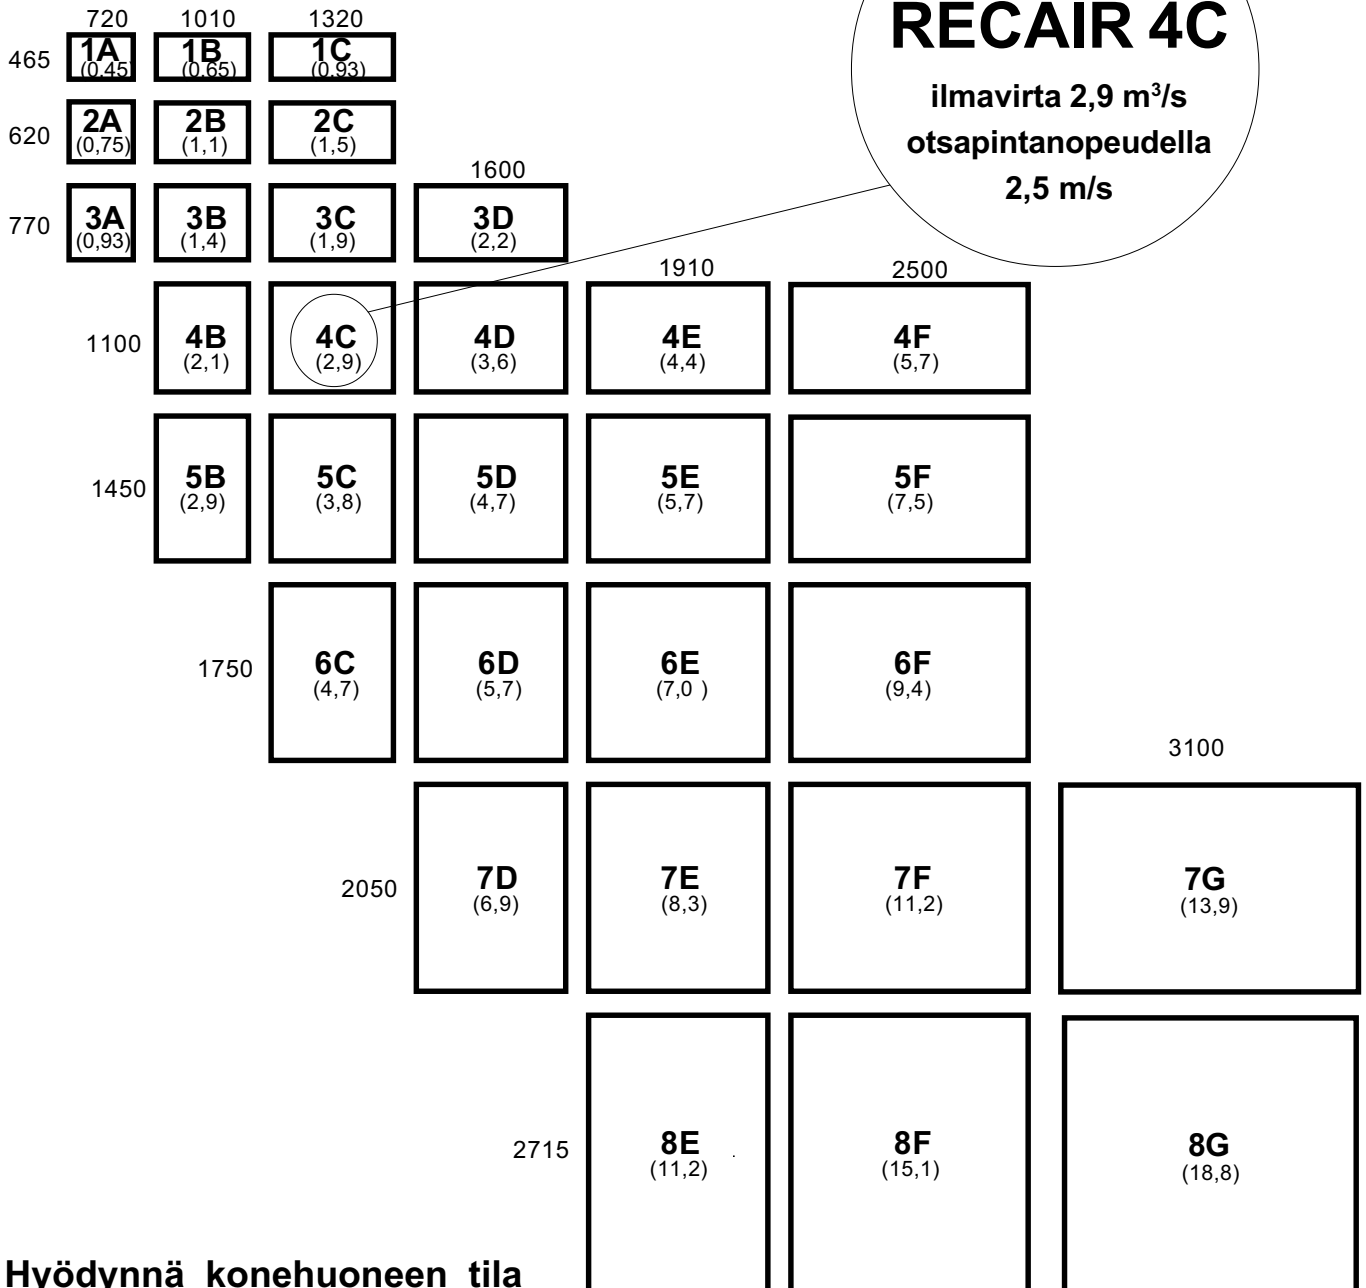 720 1010 1320
RECAIR 4C
ilmavirta 2,9 m³/s
otsapintanopeudella
2,5 m/s
465 1A 1B 1C
(0,45) (0,65) (0,93)
620 2A 2B 2C
(0,75) (1,1) (1,5)
1600
770 3A 3B 3C 3D
(0,93) (1,4) (1,9) (2,2)
1910 2500
1100 4B 4C 4D 4E 4F
(2,1) (2,9) (3,6) (4,4) (5,7)
1450 5B 5C 5D 5E 5F
(2,9) (3,8) (4,7) (5,7) (7,5)
1750 6C 6D 6E 6F
(4,7) (5,7) (7,0 ) (9,4)
3100
2050 7D 7E 7F 7G
(6,9) (8,3) (11,2) (13,9)
2715 8E 8F 8G
(11,2) (15,1) (18,8)
Hyödynnä konehuoneen tila